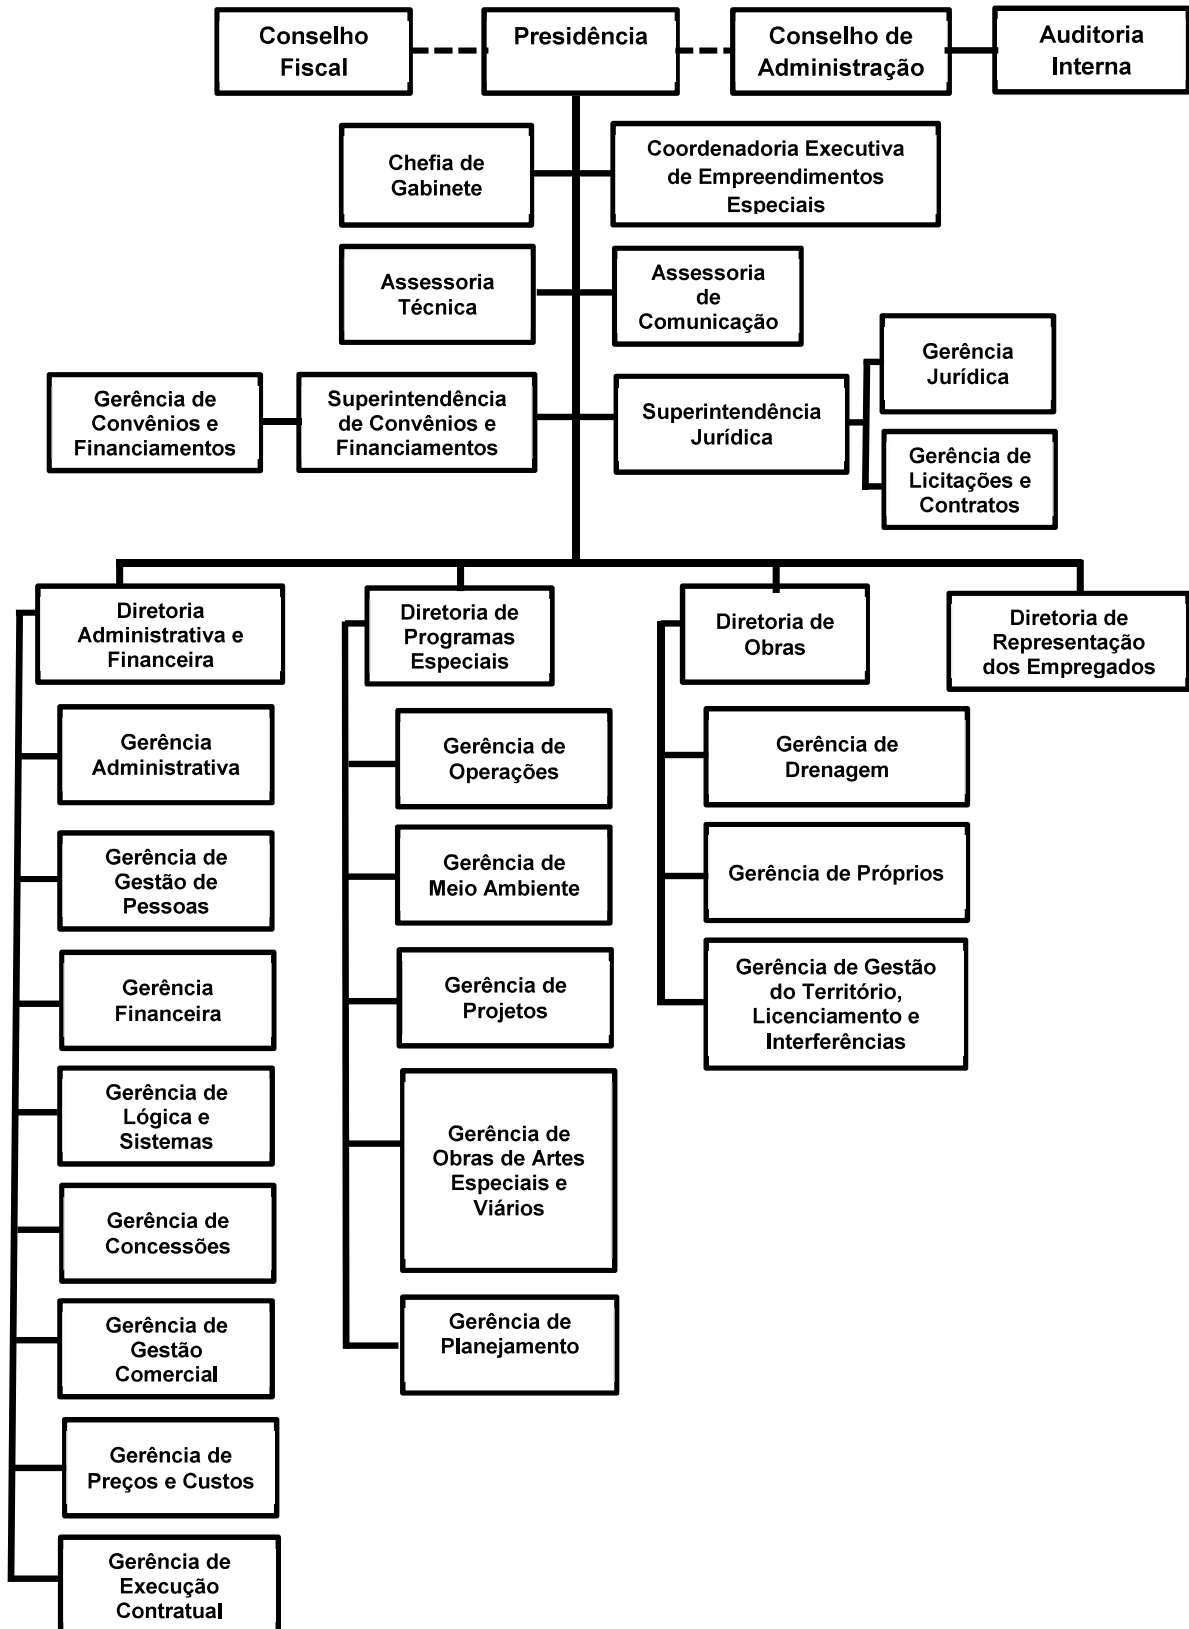 Conselho
Fiscal
Presidência
Conselho de
Administração
Auditoria
Interna
Chefia de
Gabinete
Coordenadoria Executiva
de Empreendimentos
Especiais
Assessoria
Técnica
Assessoria
de
Comunicação
Gerência de
Convênios e
Financiamentos
Superintendência
de Convênios e
Financiamentos
Superintendência
Jurídica
Gerência
Jurídica
Gerência de
Licitações e
Contratos
Diretoria
Administrativa e
Financeira
Diretoria de
Programas
Especiais
Diretoria de
Obras
Diretoria de
Representação
dos Empregados
Gerência
Administrativa
Gerência de
Gestão de
Pessoas
Gerência
Financeira
Gerência de
Lógica e
Sistemas
Gerência de
Concessões
Gerência de
Gestão
Comercial
Gerência de
Preços e Custos
Gerência de
Execução
Contratual
Gerência de
Operações
Gerência de
Meio Ambiente
Gerência de
Projetos
Gerência de
Obras de Artes
Especiais e
Viários
Gerência de
Planejamento
Gerência de
Drenagem
Gerência de Próprios
Gerência de Gestão
do Território,
Licenciamento e
Interferências